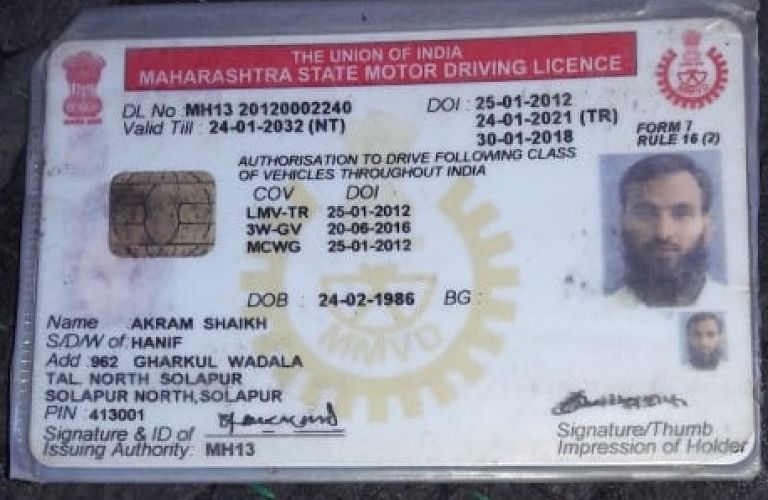 THE UNION OF INDIA
MAHARASHTRA STATE MOTOR DRIVING LICENCE
DL No : MH13 20120002240 DOI : 25-01-2012
Valid Till : 24-01-2032 (NT) 24-01-2021 (TR)
30-01-2018
FORM 7
RULE 16 (2)
AUTHORISATION TO DRIVE FOLLOWING CLASS
OF VEHICLES THROUGHOUT INDIA
COV DOI
LMV-TR 25-01-2012
3W-GV 20-06-2016
MCWG 25-01-2012
DOB : 24-02-1986 BG :
Name : AKRAM SHAIKH
S/D/W of : HANIF
Add : 962 GHARKUL WADALA
TAL NORTH SOLAPUR
SOLAPUR NORTH,SOLAPUR
PIN : 413001
Signature & ID of
Issuing Authority: MH13
Signature/Thumb
Impression of Holder
MMVD